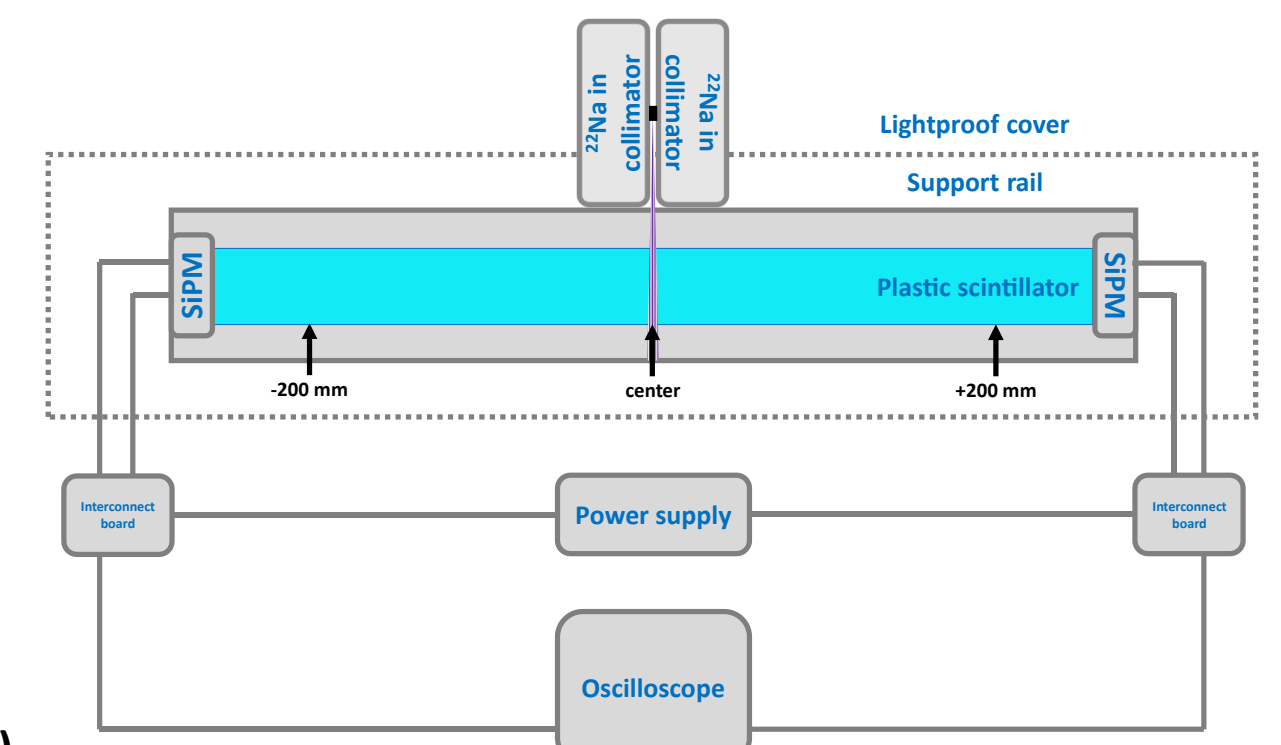 ²²Na in
collimator
²²Na in
collimator
Lightproof cover
Support rail
SiPM
Plastic scintillator
SiPM
-200 mm
center
+200 mm
Interconnect
board
Power supply
Interconnect
board
Oscilloscope
)